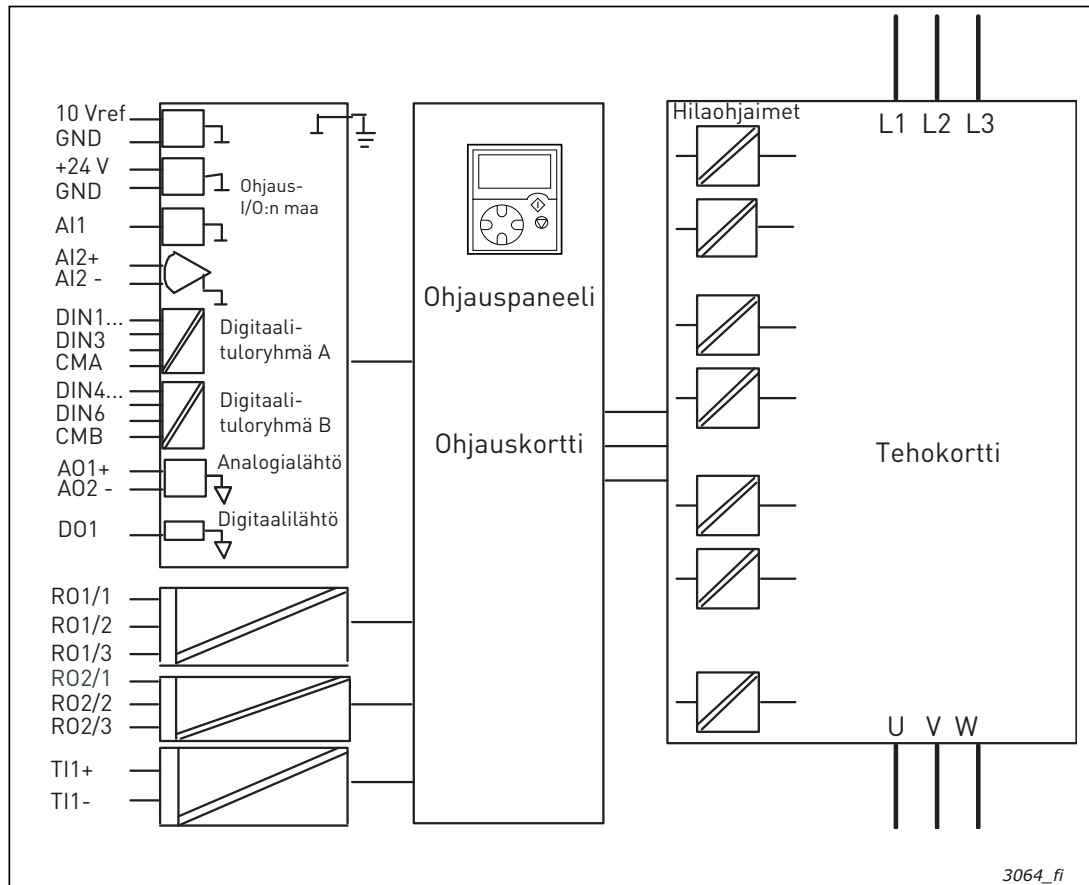 10 Vref
GND
+24 V
GND
Ohjaus-
I/O:n maa
AI1
AI2+
AI2 -
DIN1...
DIN3
CMA
Digitaali-
tuloryhmä A
DIN4...
DIN6
CMB
Digitaali-
tuloryhmä B
AO1+
AO2 -
Analogialähtö
DO1
Digitaalilähtö
RO1/1
RO1/2
RO1/3
RO2/1
RO2/2
RO2/3
TI1+
TI1-
Ohjauspaneeli
Ohjauskortti
Hilaohjaimet
L1 L2 L3
Tehokortti
U V W
3064_fi